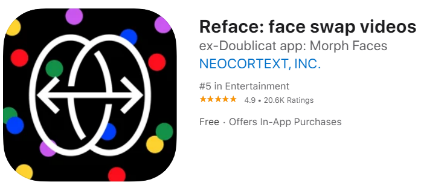 Reface: face swap videos
ex-Doublicat app: Morph Faces
NEOCORTEXT, INC.
#5 in Entertainment
★★★★★ 4.9 • 20.6K Ratings
Free · Offers In-App Purchases